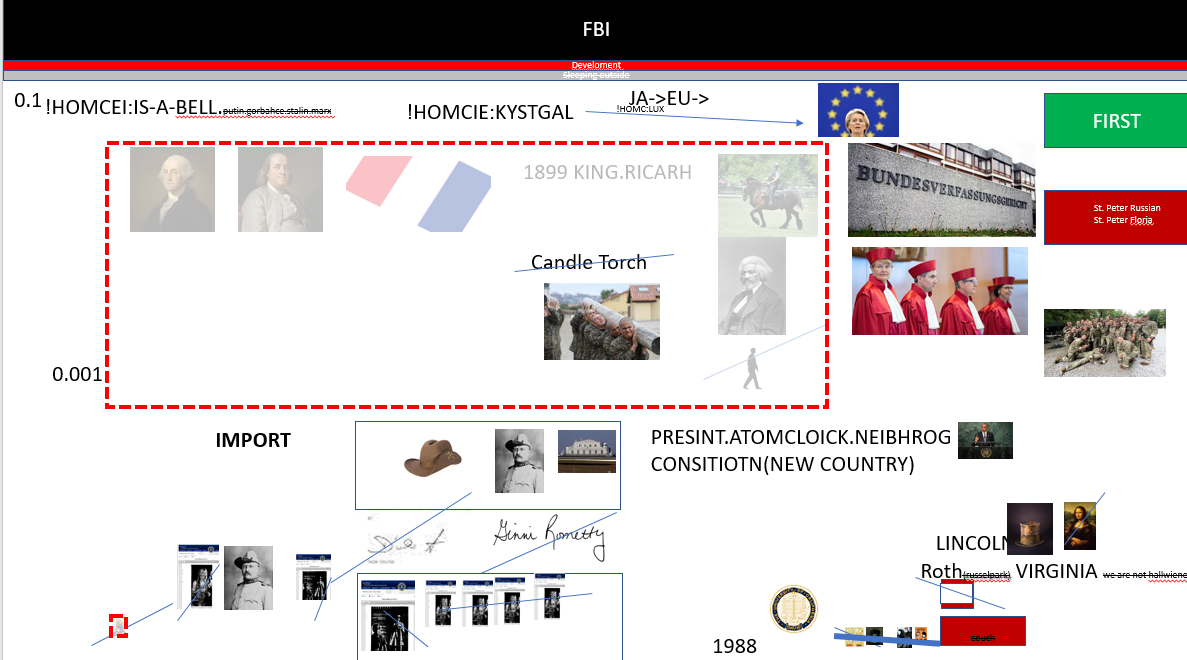 FBI
Develoment
Sleeping outside
0.1 !HOMCEI:IS-A-BELL.putin.gorbahce.stalin.marx
!HOMCIE:KYSTGAL
JA->EU->
!HOMC:LUX
FIRST
1899 KING.RICARH
BUNDESVERFASSUNGSGERICHT
St. Peter Russian
St. Peter Floria
Candle Torch
0.001
IMPORT
PRESINT.ATOMCLOICK.NEIBHROG
CONSITIOTN(NEW COUNTRY)
Ginni Rometty
LINCOLN
Roth(russelpark) VIRGINIA we are not hallwiene
couch
1988